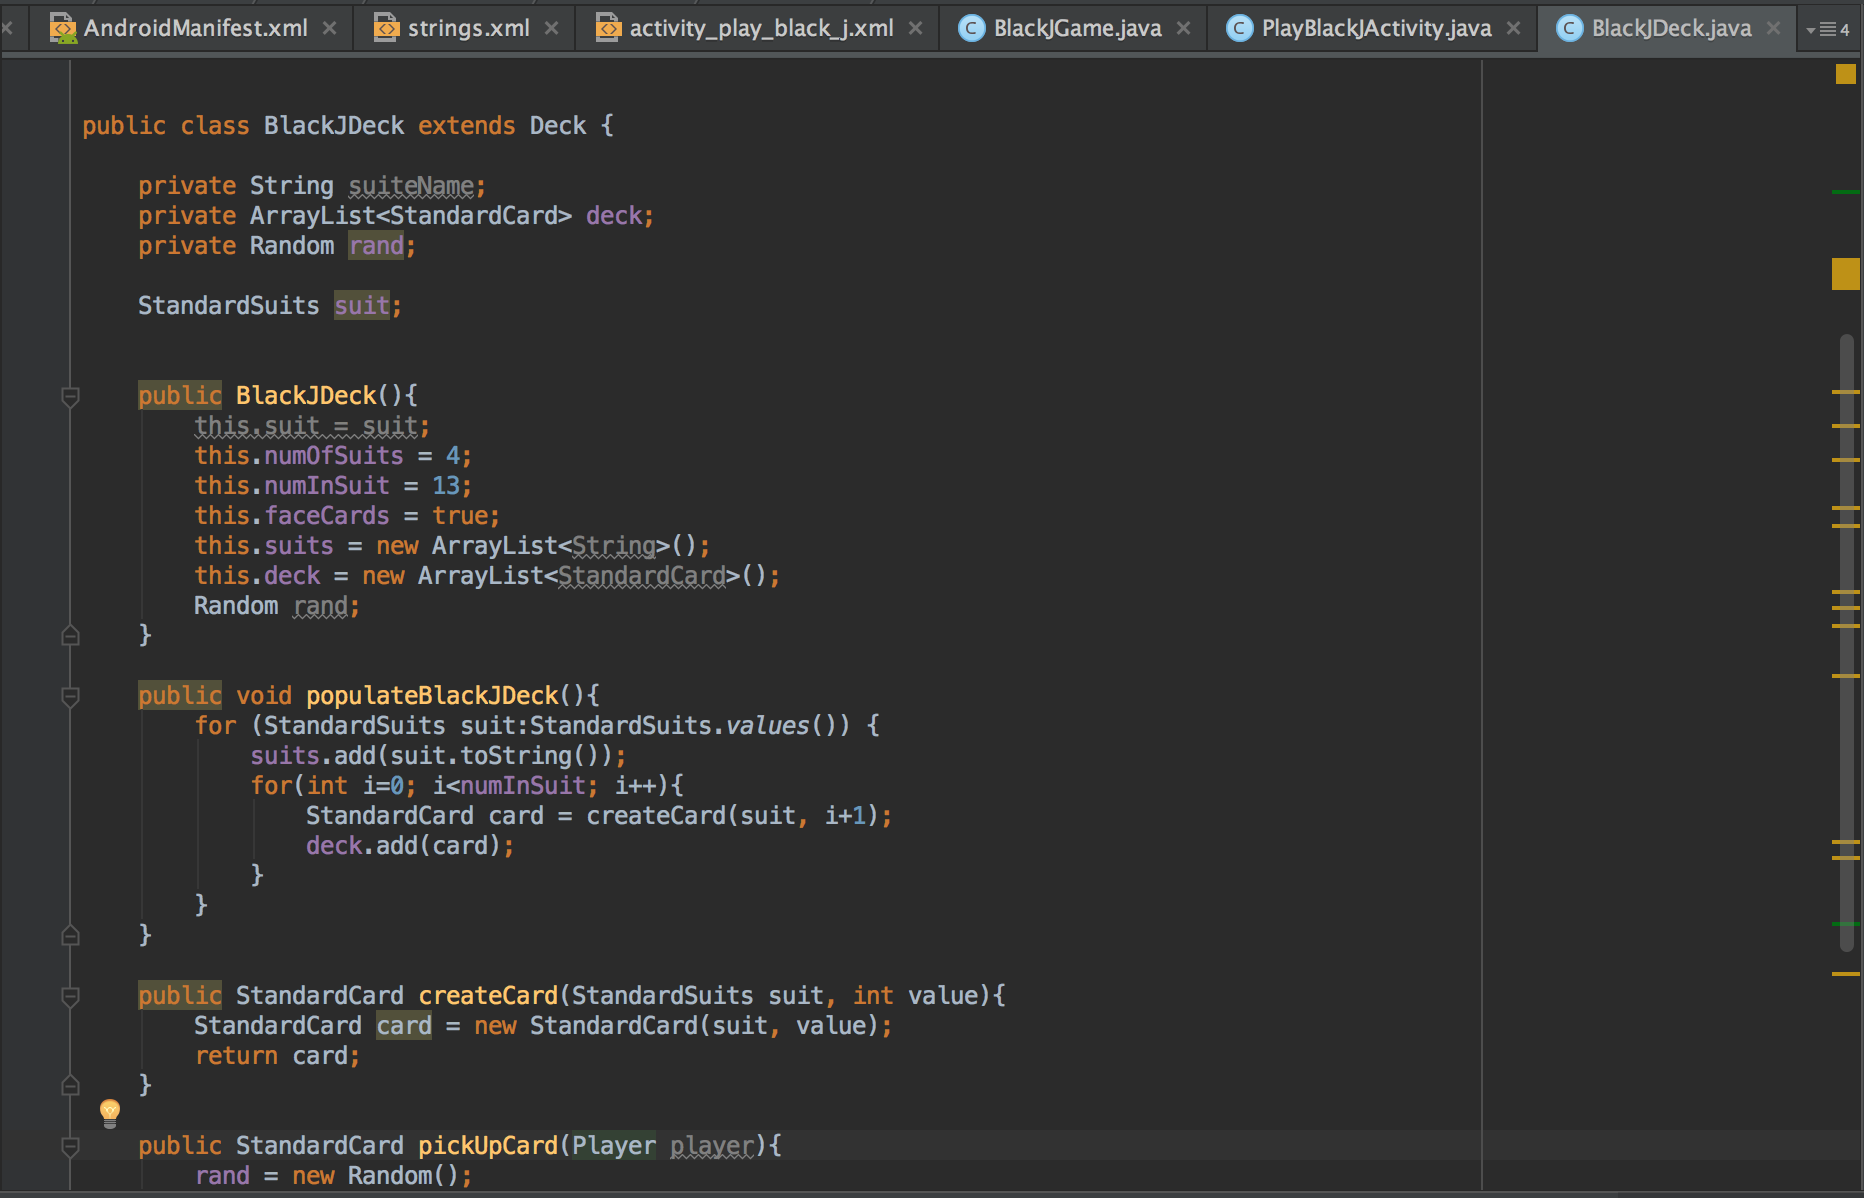 AndroidManifest.xml strings.xml activity_play_black_j.xml BlackJGame.java PlayBlackJActivity.java BlackJDeck.java 4
public class BlackJDeck extends Deck {
private String suiteName;
private ArrayList<StandardCard> deck;
private Random rand;
StandardSuits suit;
public BlackJDeck(){
this.suit = suit;
this.numOfSuits = 4;
this.numInSuit = 13;
this.faceCards = true;
this.suits = new ArrayList<String>();
this.deck = new ArrayList<StandardCard>();
Random rand;
}
public void populateBlackJDeck(){
for (StandardSuits suit:StandardSuits.values()) {
suits.add(suit.toString());
for(int i=0; i<numInSuit; i++){
StandardCard card = createCard(suit, i+1);
deck.add(card);
}
}
}
public StandardCard createCard(StandardSuits suit, int value){
StandardCard card = new StandardCard(suit, value);
return card;
}
public StandardCard pickUpCard(Player player){
rand = new Random();